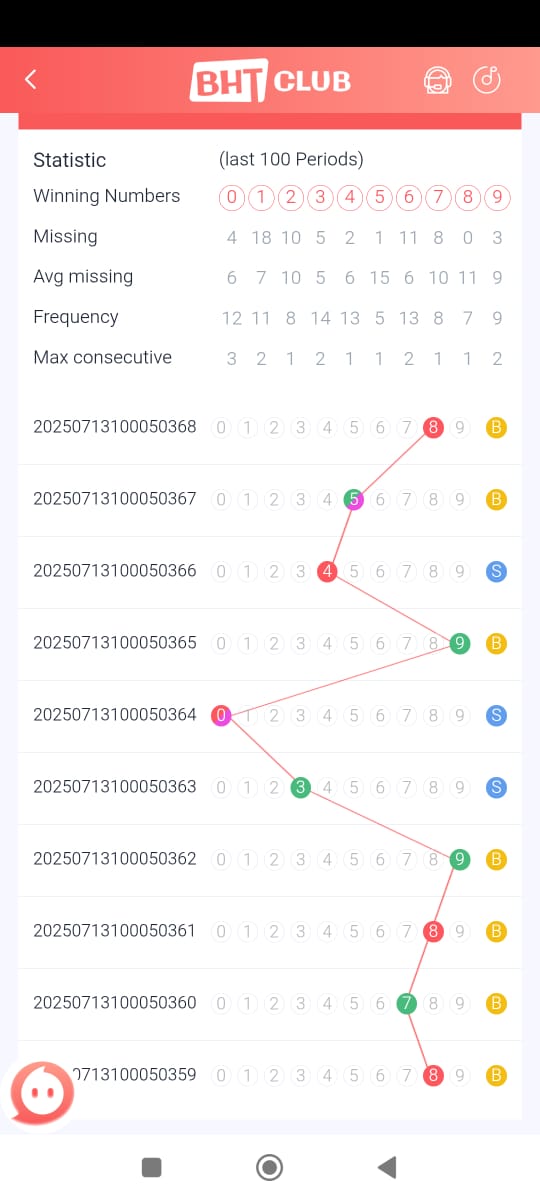 BHT CLUB
Statistic (last 100 Periods)
Winning Numbers 0 1 2 3 4 5 6 7 8 9
Missing 4 18 10 5 2 1 11 8 0 3
Avg missing 6 7 10 5 6 15 6 10 11 9
Frequency 12 11 8 14 13 5 13 8 7 9
Max consecutive 3 2 1 2 1 1 2 1 1 2
20250713100050368 0 1 2 3 4 5 6 7 8 9 B
20250713100050367 0 1 2 3 4 5 6 7 8 9 B
20250713100050366 0 1 2 3 4 5 6 7 8 9 S
20250713100050365 0 1 2 3 4 5 6 7 8 9 B
20250713100050364 0 1 2 3 4 5 6 7 8 9 S
20250713100050363 0 1 2 3 4 5 6 7 8 9 S
20250713100050362 0 1 2 3 4 5 6 7 8 9 B
20250713100050361 0 1 2 3 4 5 6 7 8 9 B
20250713100050360 0 1 2 3 4 5 6 7 8 9 B
0713100050359 0 1 2 3 4 5 6 7 8 9 B